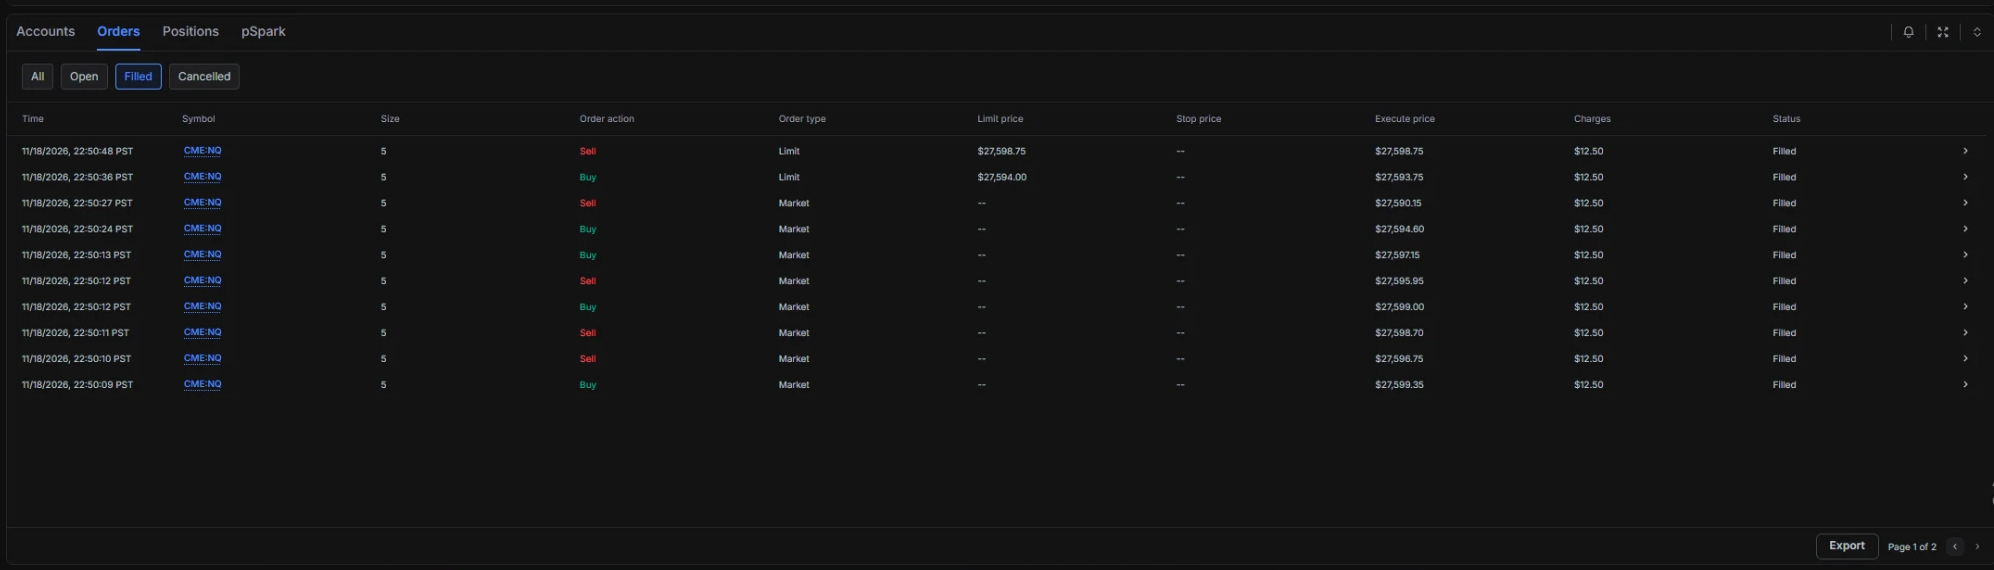 Accounts Orders Positions pSpark
All Open Filled Cancelled
Time Symbol Size Order action Order type Limit price Stop price Execute price Charges Status
11/18/2026, 22:50:48 PST CME:NQ 5 Sell Limit $27,598.75 -- $27,598.75 $12.50 Filled
11/18/2026, 22:50:36 PST CME:NQ 5 Buy Limit $27,594.00 -- $27,593.75 $12.50 Filled
11/18/2026, 22:50:27 PST CME:NQ 5 Sell Market -- -- $27,590.15 $12.50 Filled
11/18/2026, 22:50:24 PST CME:NQ 5 Buy Market -- -- $27,594.60 $12.50 Filled
11/18/2026, 22:50:13 PST CME:NQ 5 Buy Market -- -- $27,597.15 $12.50 Filled
11/18/2026, 22:50:12 PST CME:NQ 5 Sell Market -- -- $27,595.95 $12.50 Filled
11/18/2026, 22:50:12 PST CME:NQ 5 Buy Market -- -- $27,599.00 $12.50 Filled
11/18/2026, 22:50:11 PST CME:NQ 5 Sell Market -- -- $27,598.70 $12.50 Filled
11/18/2026, 22:50:10 PST CME:NQ 5 Sell Market -- -- $27,596.75 $12.50 Filled
11/18/2026, 22:50:09 PST CME:NQ 5 Buy Market -- -- $27,599.35 $12.50 Filled
Export Page 1 of 2